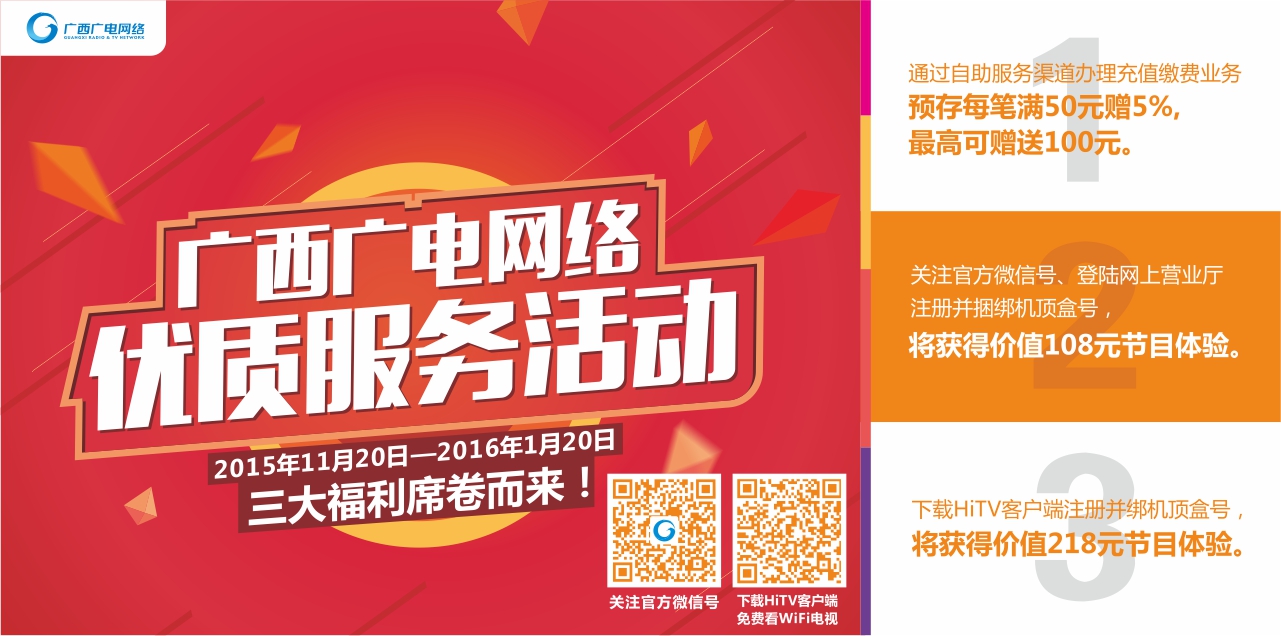 广西广电网络
GUANGXI RADIO & TV NETWORK
广西广电网络
优质服务活动
2015年11月20日—2016年1月20日
三大福利席卷而来！
关注官方微信号
下载HiTV客户端
免费看WiFi电视
1
通过自助服务渠道办理充值缴费业务
预存每笔满50元赠5%,
最高可赠送100元。
2
关注官方微信号、登陆网上营业厅
注册并捆绑机顶盒号，
将获得价值108元节目体验。
3
下载HiTV客户端注册并绑机顶盒号，
将获得价值218元节目体验。